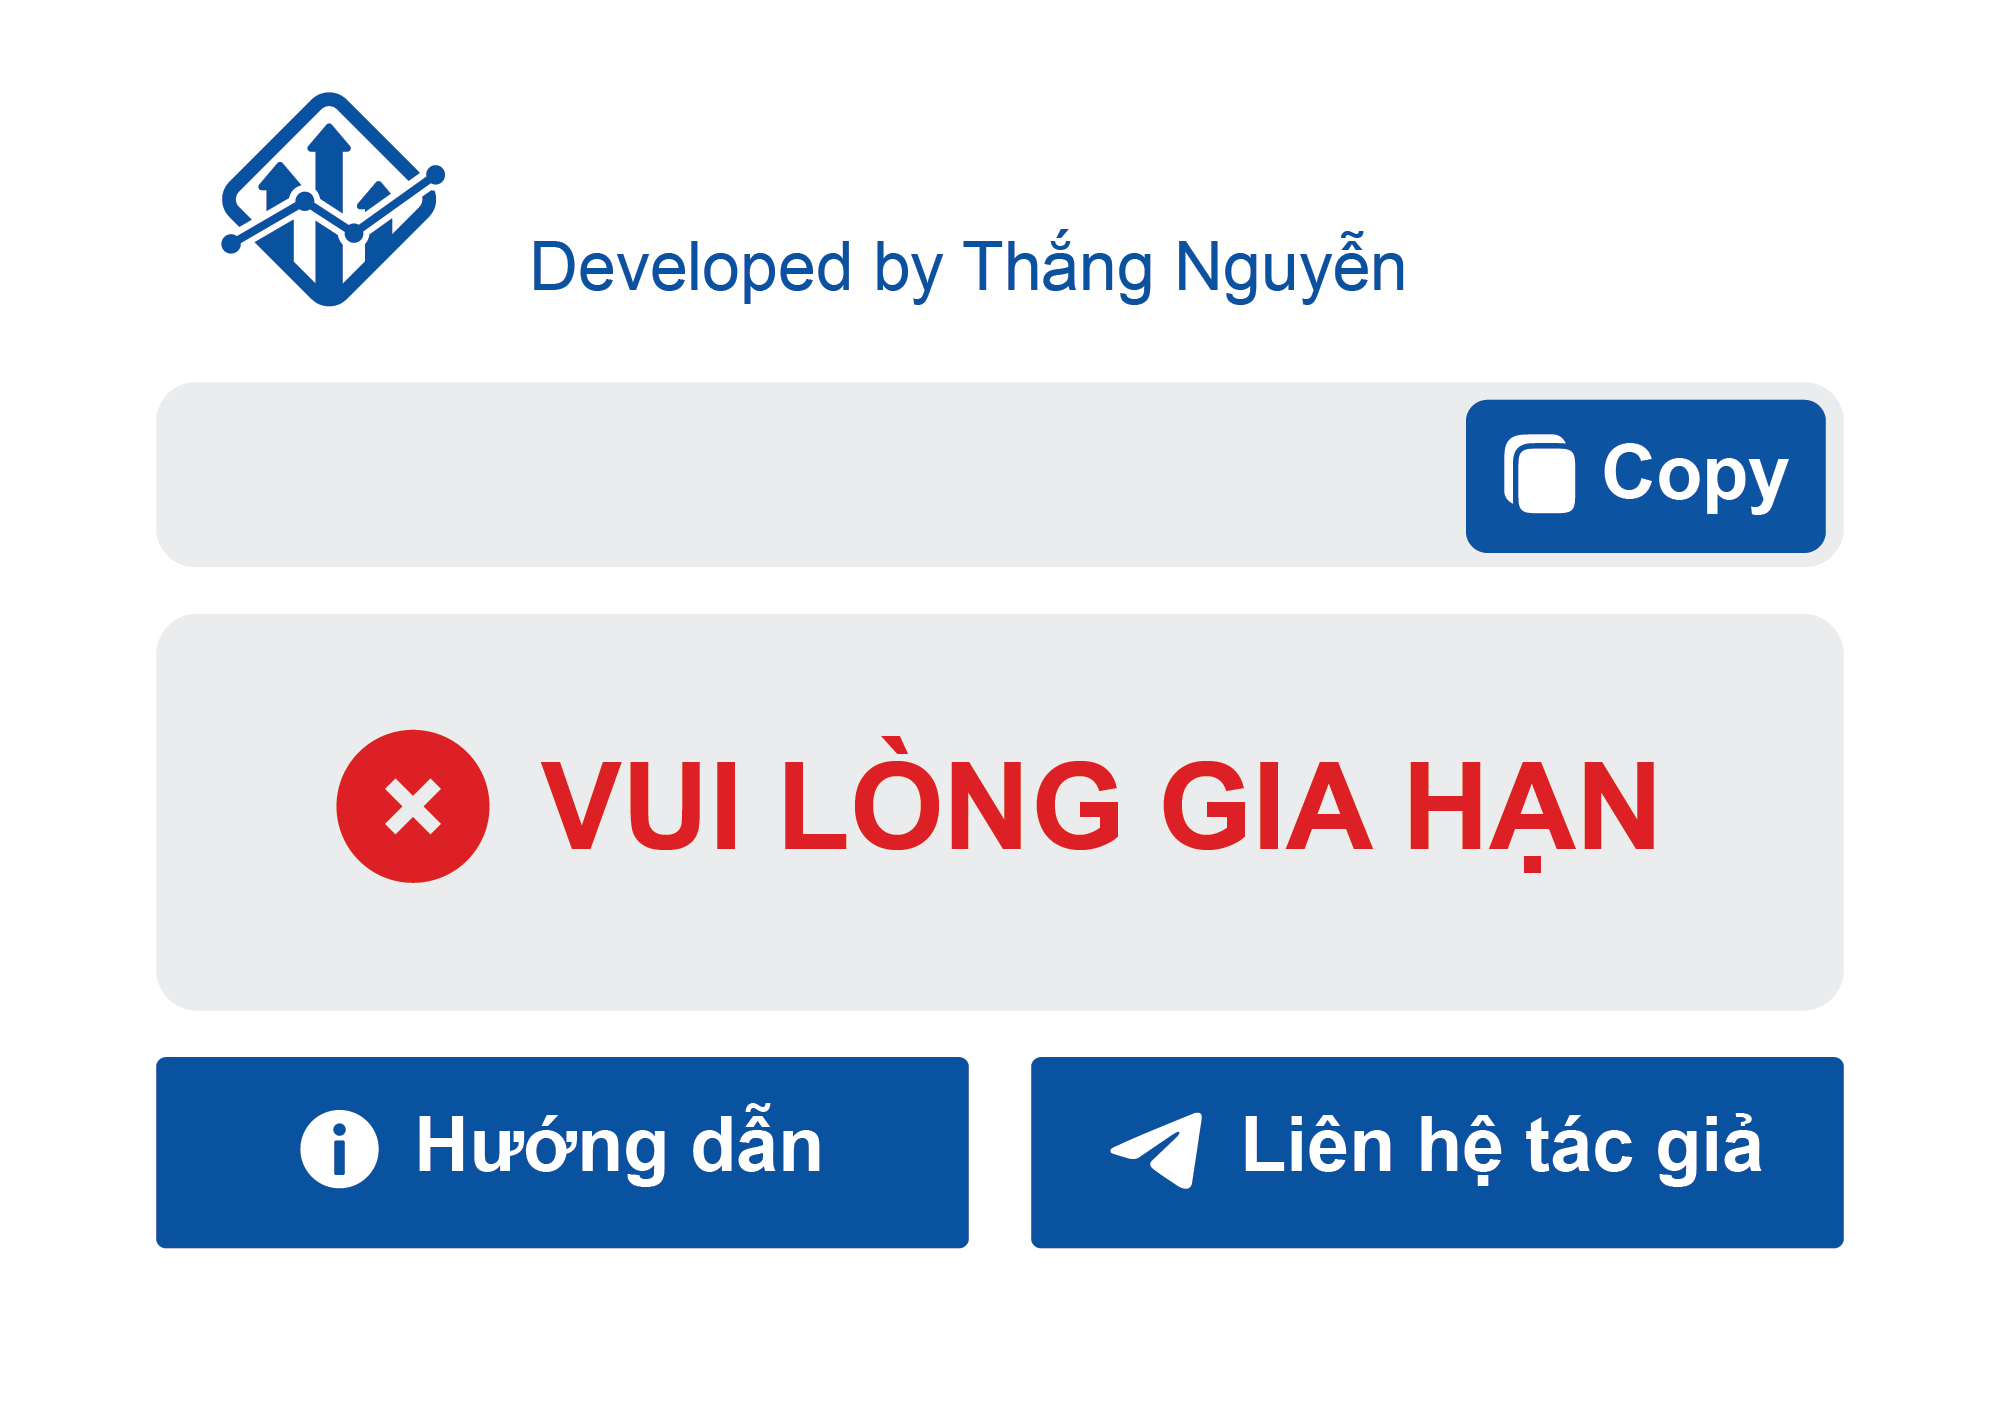 Developed by Thắng Nguyễn
Copy
VUI LÒNG GIA HẠN
Hướng dẫn
Liên hệ tác giả